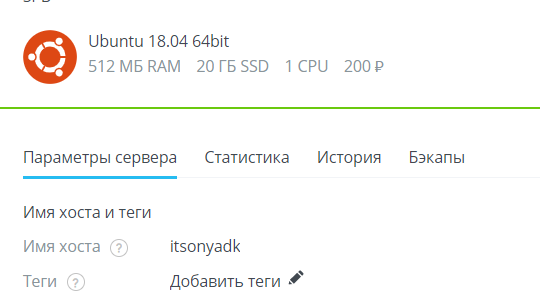 Ubuntu 18.04 64bit
512 МБ RAM 20 ГБ SSD 1 CPU 200 ₽
Параметры сервера Статистика История Бэкапы
Имя хоста и теги
Имя хоста ? itsonyadk
Теги ? Добавить теги